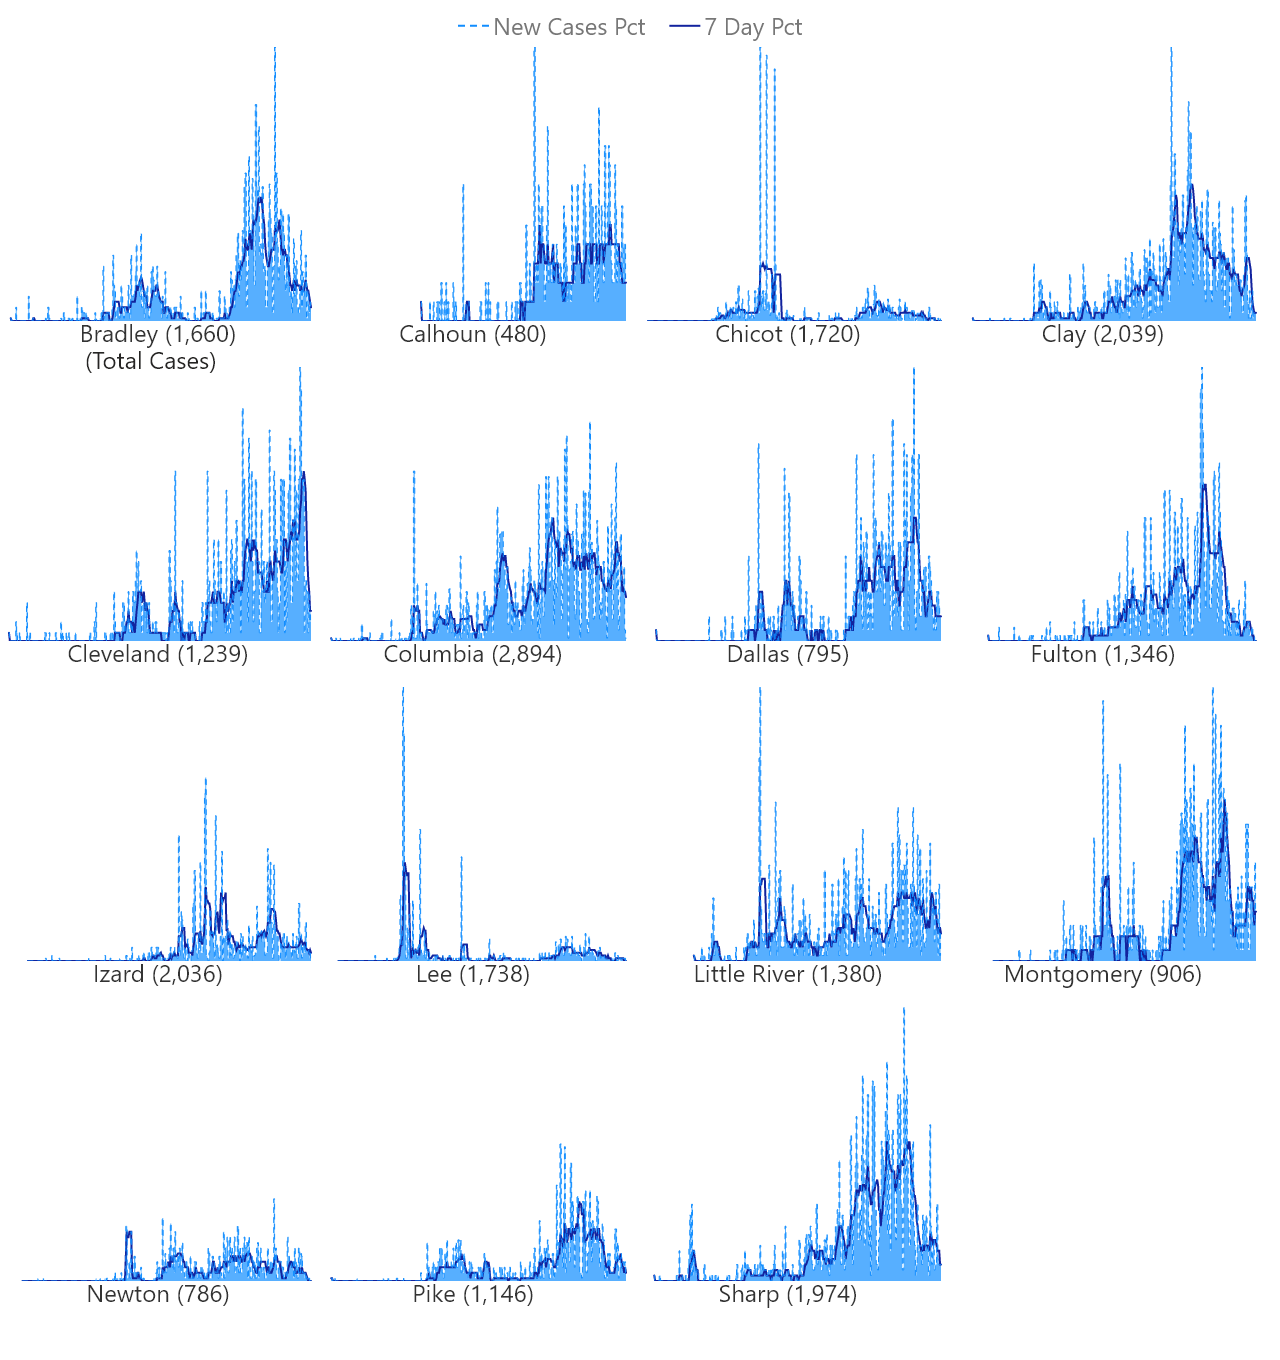 New Cases Pct 7 Day Pct
Bradley (1,660)
(Total Cases)
Calhoun (480)
Chicot (1,720)
Clay (2,039)
Cleveland (1,239)
Columbia (2,894)
Dallas (795)
Fulton (1,346)
Izard (2,036)
Lee (1,738)
Little River (1,380)
Montgomery (906)
Newton (786)
Pike (1,146)
Sharp (1,974)